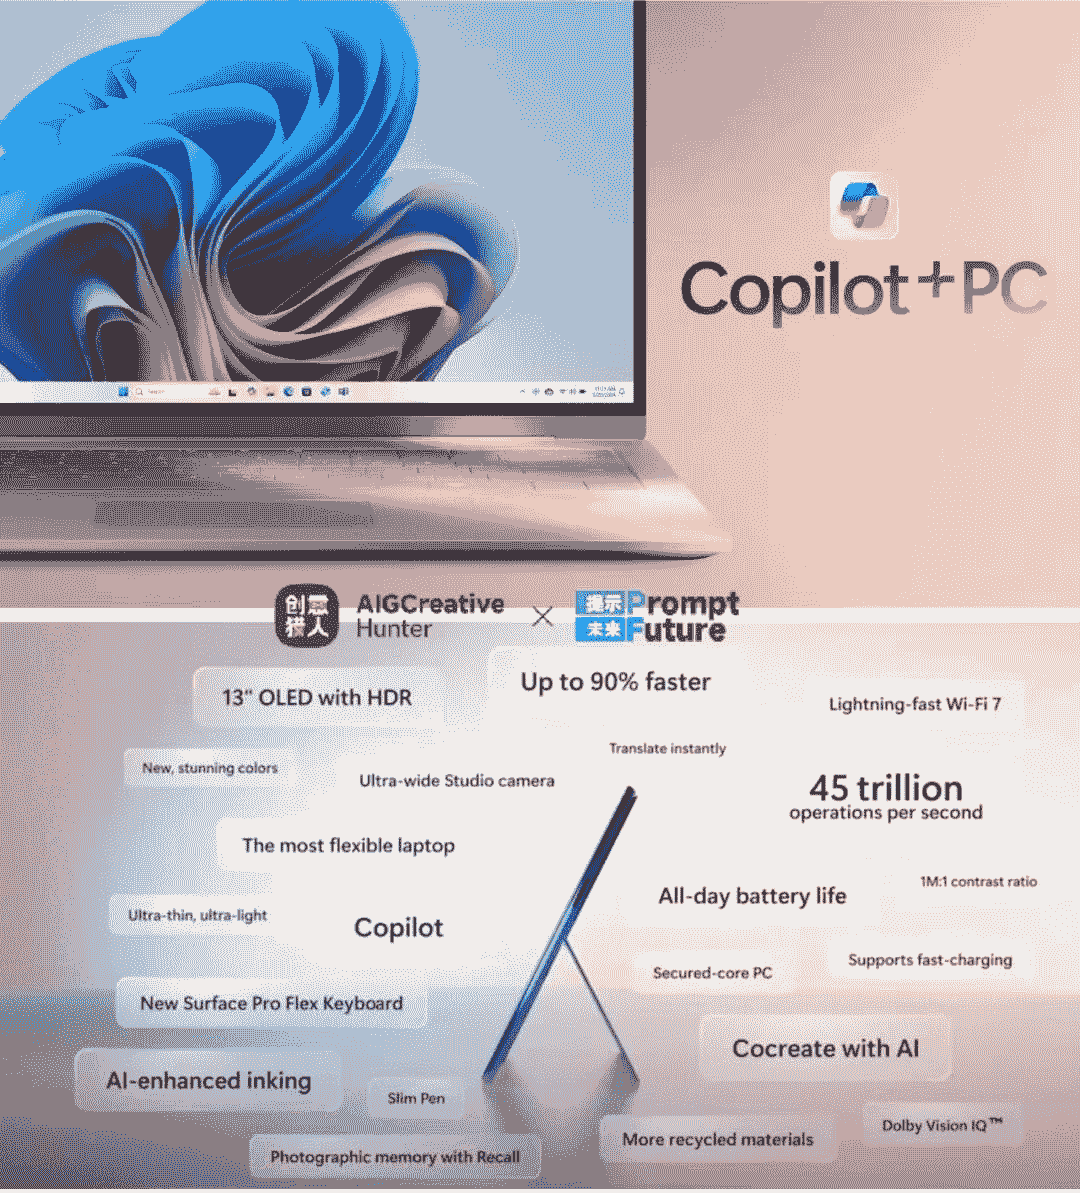 Copilot+PC
创意
猎人
AIGCreative
Hunter
×
提示 Prompt
未来 Future
13" OLED with HDR
Up to 90% faster
Lightning-fast Wi-Fi 7
New, stunning colors
Ultra-wide Studio camera
Translate instantly
45 trillion
operations per second
The most flexible laptop
All-day battery life
1M:1 contrast ratio
Ultra-thin, ultra-light
Copilot
Secured-core PC
Supports fast-charging
New Surface Pro Flex Keyboard
Cocreate with AI
AI-enhanced inking
Slim Pen
More recycled materials
Dolby Vision IQ™
Photographic memory with Recall